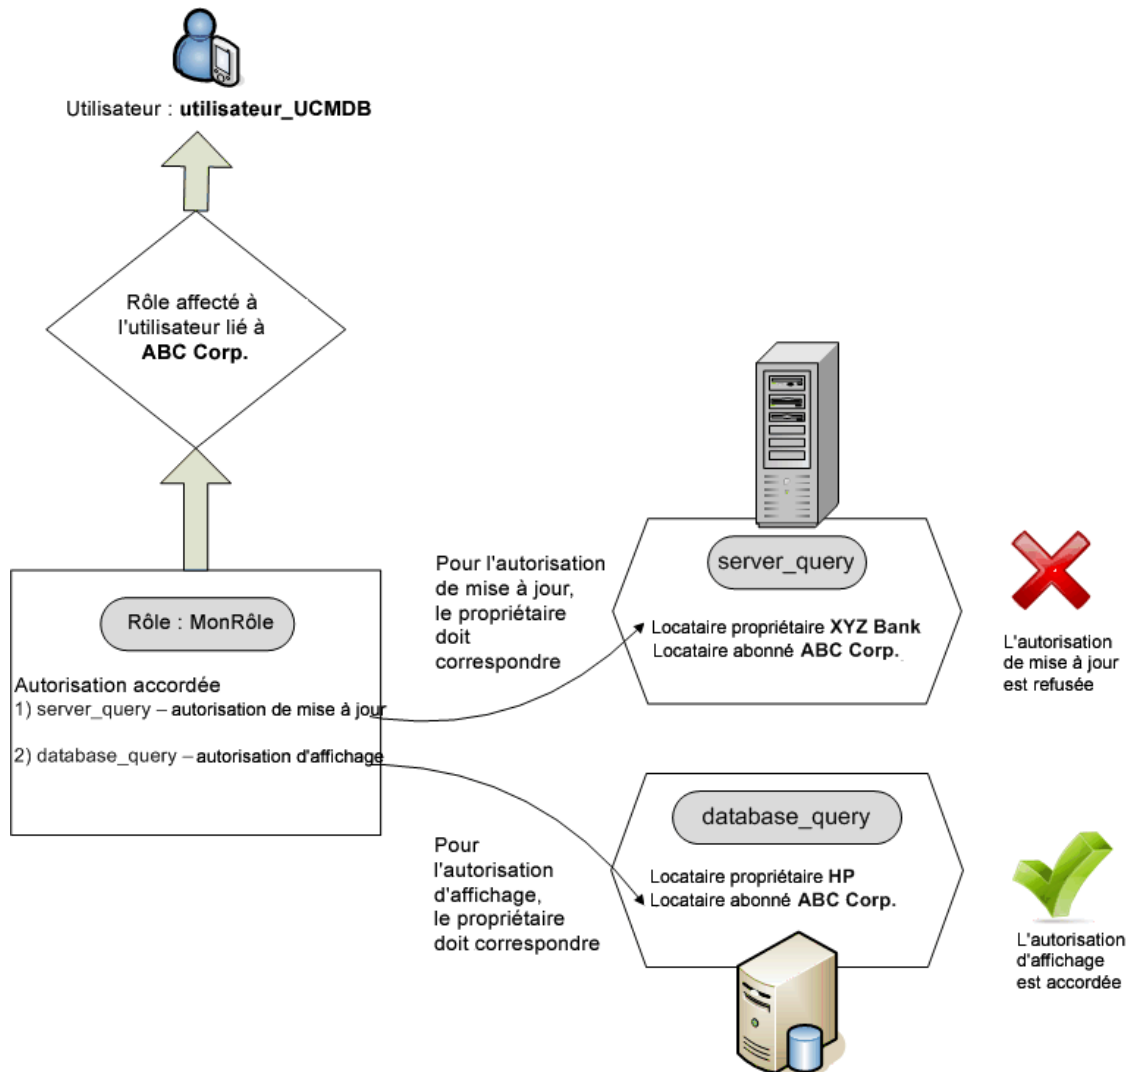 Utilisateur : utilisateur_UCMDB
Rôle affecté à
l'utilisateur lié à
ABC Corp.
Rôle : MonRôle
Autorisation accordée
1) server_query – autorisation de mise à jour
2) database_query – autorisation d'affichage
Pour l'autorisation
de mise à jour,
le propriétaire
doit
correspondre
server_query
Locataire propriétaire XYZ Bank
Locataire abonné ABC Corp.
L'autorisation
de mise à jour
est refusée
Pour
l'autorisation
d'affichage,
le propriétaire
doit correspondre
database_query
Locataire propriétaire HP
Locataire abonné ABC Corp.
L'autorisation
d'affichage
est accordée